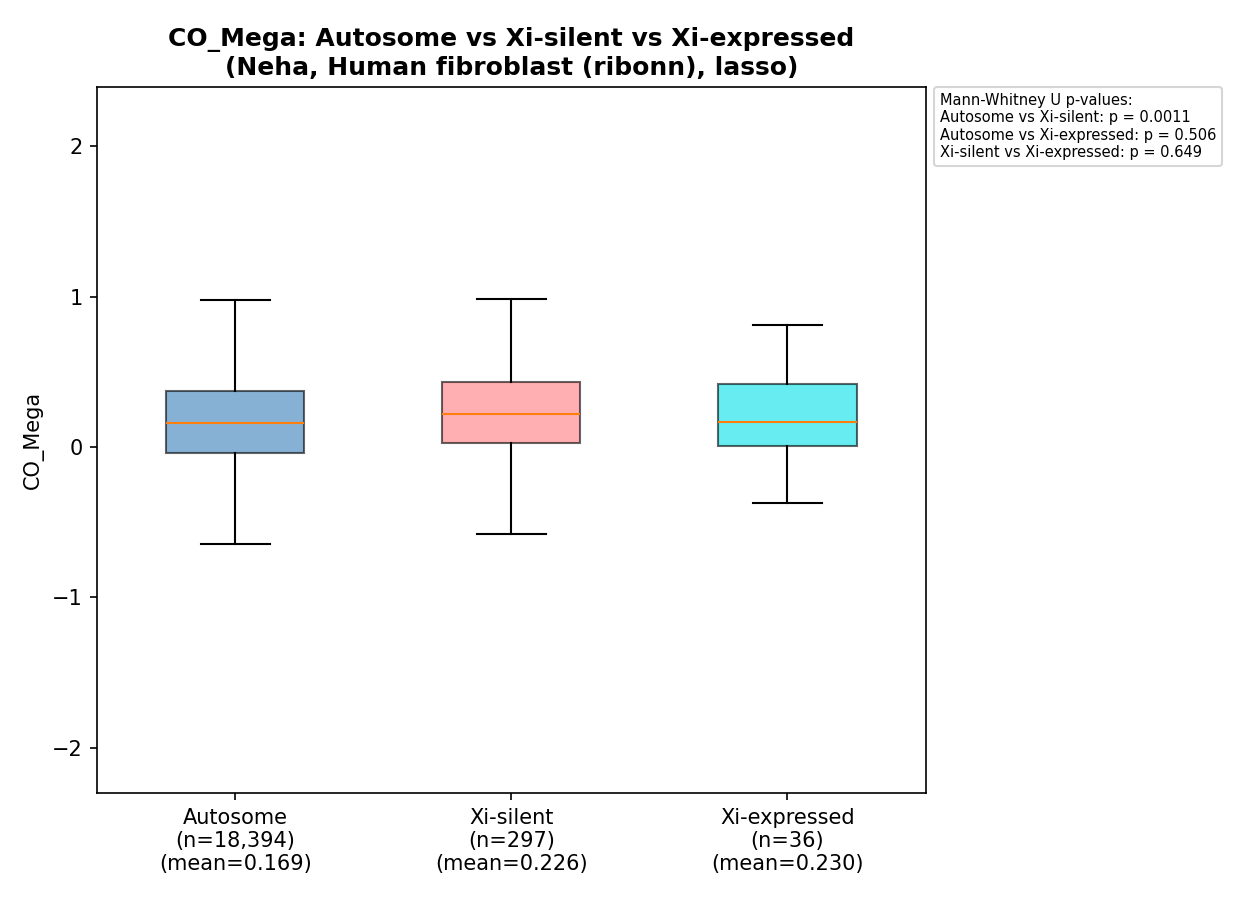 CO_Mega: Autosome vs Xi-silent vs Xi-expressed
(Neha, Human fibroblast (ribonn), lasso)
Mann-Whitney U p-values:
Autosome vs Xi-silent: p = 0.0011
Autosome vs Xi-expressed: p = 0.506
Xi-silent vs Xi-expressed: p = 0.649
CO_Mega
2
1
0
−1
−2
Autosome
(n=18,394)
(mean=0.169)
Xi-silent
(n=297)
(mean=0.226)
Xi-expressed
(n=36)
(mean=0.230)